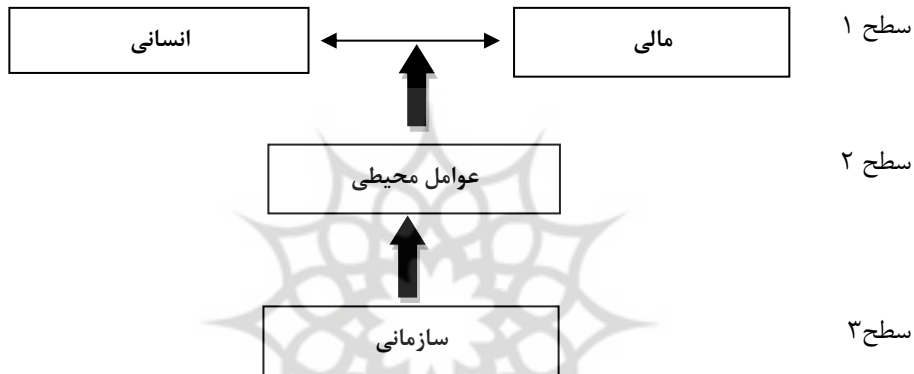 سطح ۱
مالی
انسانی
سطح ۲
عوامل محیطی
سطح۳
سازمانی